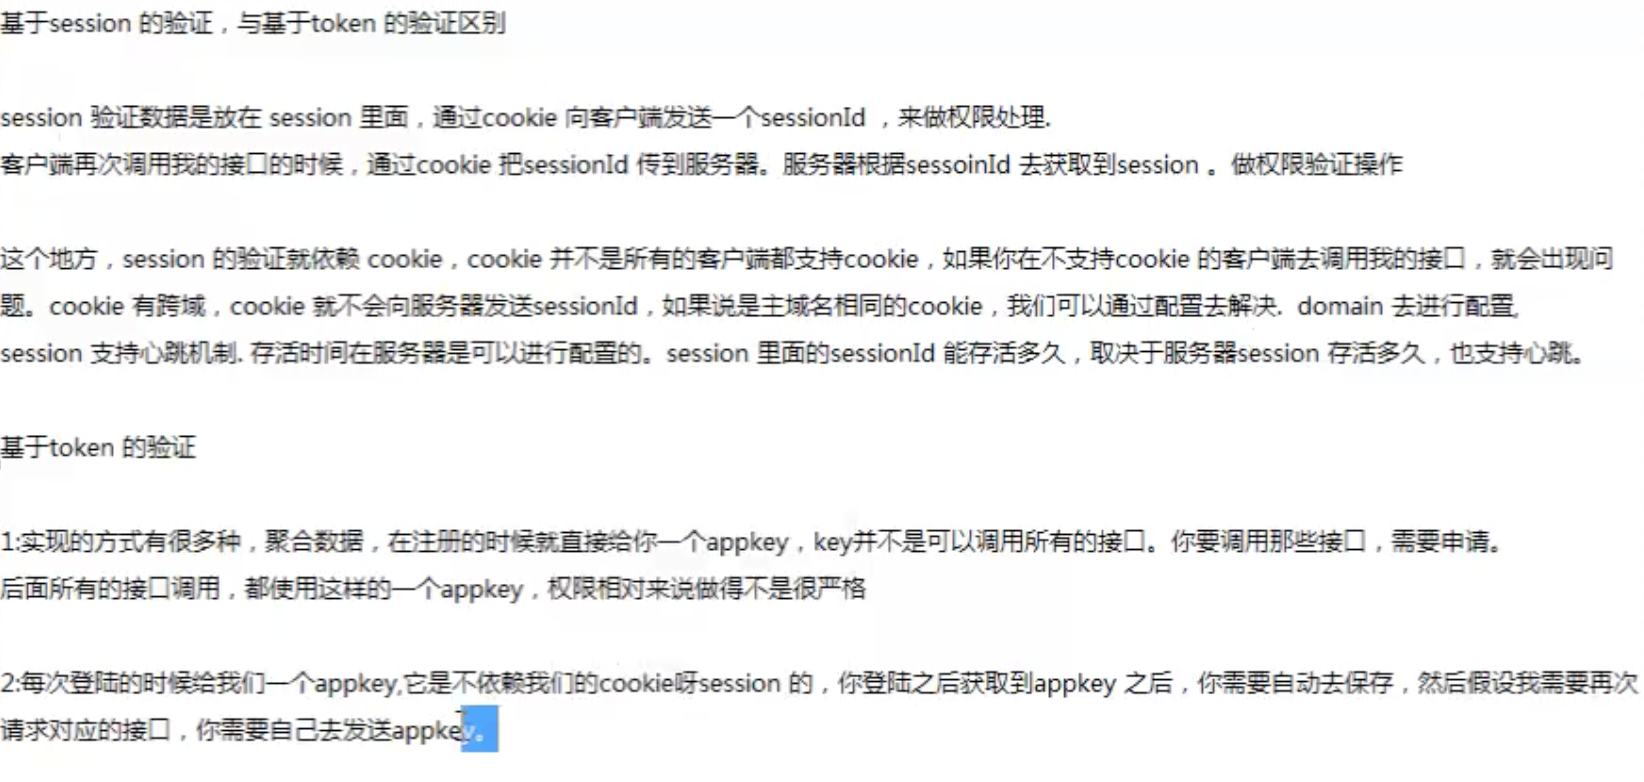 基于session 的验证，与基于token 的验证区别
session 验证数据是放在 session 里面，通过cookie 向客户端发送一个sessionId ，来做权限处理.
客户端再次调用我的接口的时候，通过cookie 把sessionId 传到服务器。服务器根据sessoinId 去获取到session 。做权限验证操作
这个地方，session 的验证就依赖 cookie，cookie 并不是所有的客户端都支持cookie，如果你在不支持cookie 的客户端去调用我的接口，就会出现问
题。cookie 有跨域，cookie 就不会向服务器发送sessionId，如果说是主域名相同的cookie，我们可以通过配置去解决.  domain 去进行配置,
session 支持心跳机制. 存活时间在服务器是可以进行配置的。session 里面的sessionId 能存活多久，取决于服务器session 存活多久，也支持心跳。
基于token 的验证
1:实现的方式有很多种，聚合数据，在注册的时候就直接给你一个appkey，key并不是可以调用所有的接口。你要调用那些接口，需要申请。
后面所有的接口调用，都使用这样的一个appkey，权限相对来说做得不是很严格
2:每次登陆的时候给我们一个appkey,它是不依赖我们的cookie呀session 的，你登陆之后获取到appkey 之后，你需要自动去保存，然后假设我需要再次
请求对应的接口，你需要自己去发送appkey。